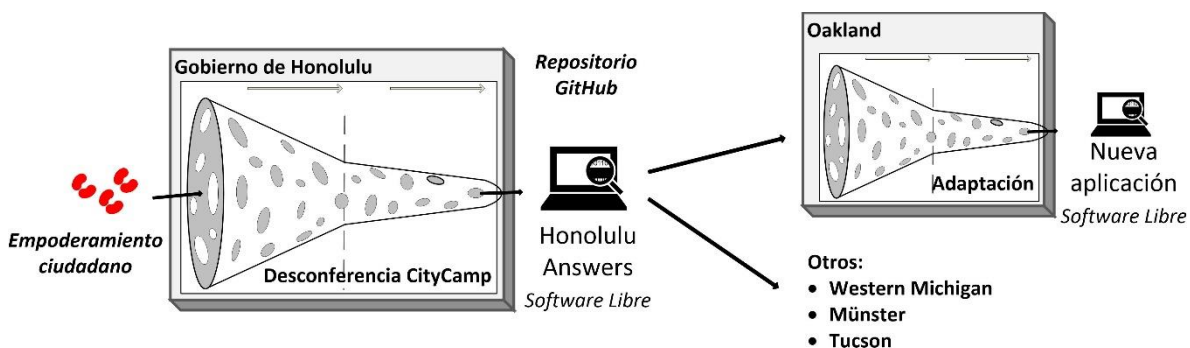 Gobierno de Honolulu
Empoderamiento
ciudadano
Desconferencia CityCamp
Repositorio
GitHub
Honolulu
Answers
Software Libre
Oakland
Adaptación
Nueva
aplicación
Software Libre
Otros:
• Western Michigan
• Münster
• Tucson